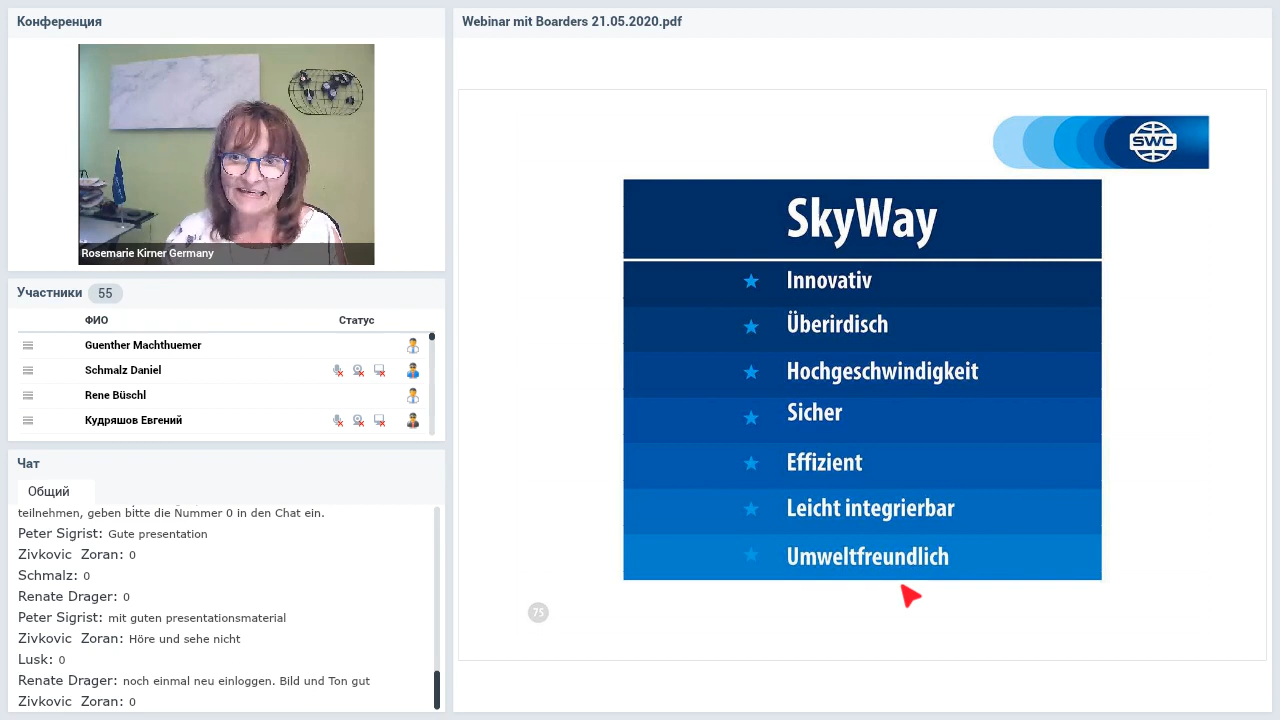 Конференция
Rosemarie Kirner Germany
Участники 55
ФИО Статус
Guenther Machthuemer
Schmalz Daniel
Rene Büschl
Кудряшов Евгений
Чат
Общий
teilnehmen, geben bitte die Nummer 0 in den Chat ein.
Peter Sigrist: Gute presentation
Zivkovic Zoran: 0
Schmalz: 0
Renate Drager: 0
Peter Sigrist: mit guten presentationsmaterial
Zivkovic Zoran: Höre und sehe nicht
Lusk: 0
Renate Drager: noch einmal neu einloggen. Bild und Ton gut
Zivkovic Zoran: 0
Webinar mit Boarders 21.05.2020.pdf
SWC
SkyWay
Innovativ
Überirdisch
Hochgeschwindigkeit
Sicher
Effizient
Leicht integrierbar
Umweltfreundlich
75